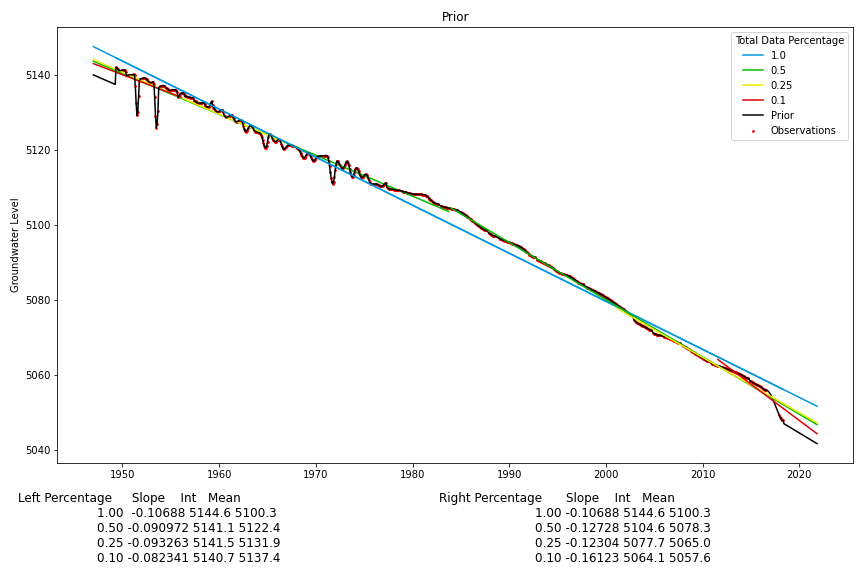 Prior
Total Data Percentage
1.0
0.5
0.25
0.1
Prior
Observations
Groundwater Level
5140
5120
5100
5080
5060
5040
1950 1960 1970 1980 1990 2000 2010 2020
Left Percentage Slope Int Mean
1.00 -0.10688 5144.6 5100.3
0.50 -0.090972 5141.1 5122.4
0.25 -0.093263 5141.5 5131.9
0.10 -0.082341 5140.7 5137.4
Right Percentage Slope Int Mean
1.00 -0.10688 5144.6 5100.3
0.50 -0.12728 5104.6 5078.3
0.25 -0.12304 5077.7 5065.0
0.10 -0.16123 5064.1 5057.6